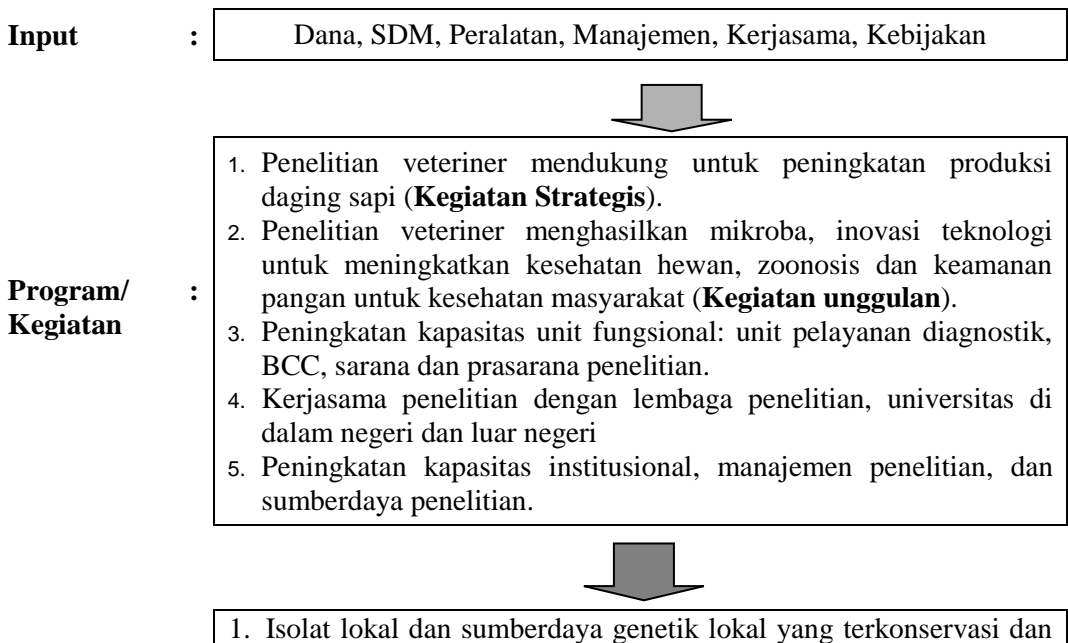 Input : Dana, SDM, Peralatan, Manajemen, Kerjasama, Kebijakan
1. Penelitian veteriner mendukung untuk peningkatan produksi
daging sapi (Kegiatan Strategis).
2. Penelitian veteriner menghasilkan mikroba, inovasi teknologi
untuk meningkatkan kesehatan hewan, zoonosis dan keamanan
Program/ : pangan untuk kesehatan masyarakat (Kegiatan unggulan).
Kegiatan
3. Peningkatan kapasitas unit fungsional: unit pelayanan diagnostik,
BCC, sarana dan prasarana penelitian.
4. Kerjasama penelitian dengan lembaga penelitian, universitas di
dalam negeri dan luar negeri
5. Peningkatan kapasitas institusional, manajemen penelitian, dan
sumberdaya penelitian.
1. Isolat lokal dan sumberdaya genetik lokal yang terkonservasi dan